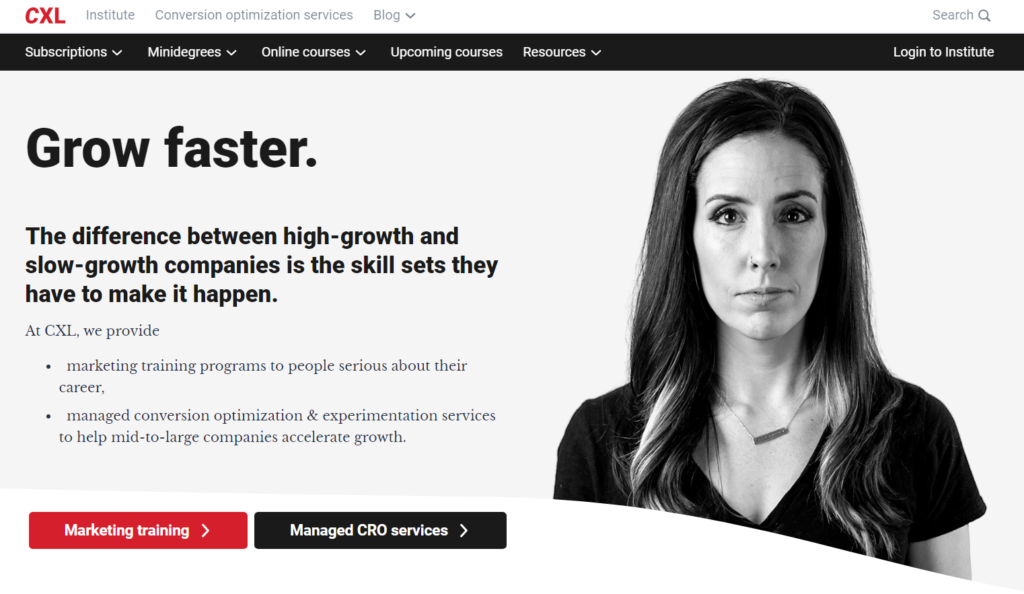 CXL Institute Conversion optimization services Blog Search
Subscriptions Minidegrees Online courses Upcoming courses Resources Login to Institute
Grow faster.
The difference between high-growth and
slow-growth companies is the skill sets they
have to make it happen.
At CXL, we provide
• marketing training programs to people serious about their
career,
• managed conversion optimization & experimentation services
to help mid-to-large companies accelerate growth.
Marketing training Managed CRO services